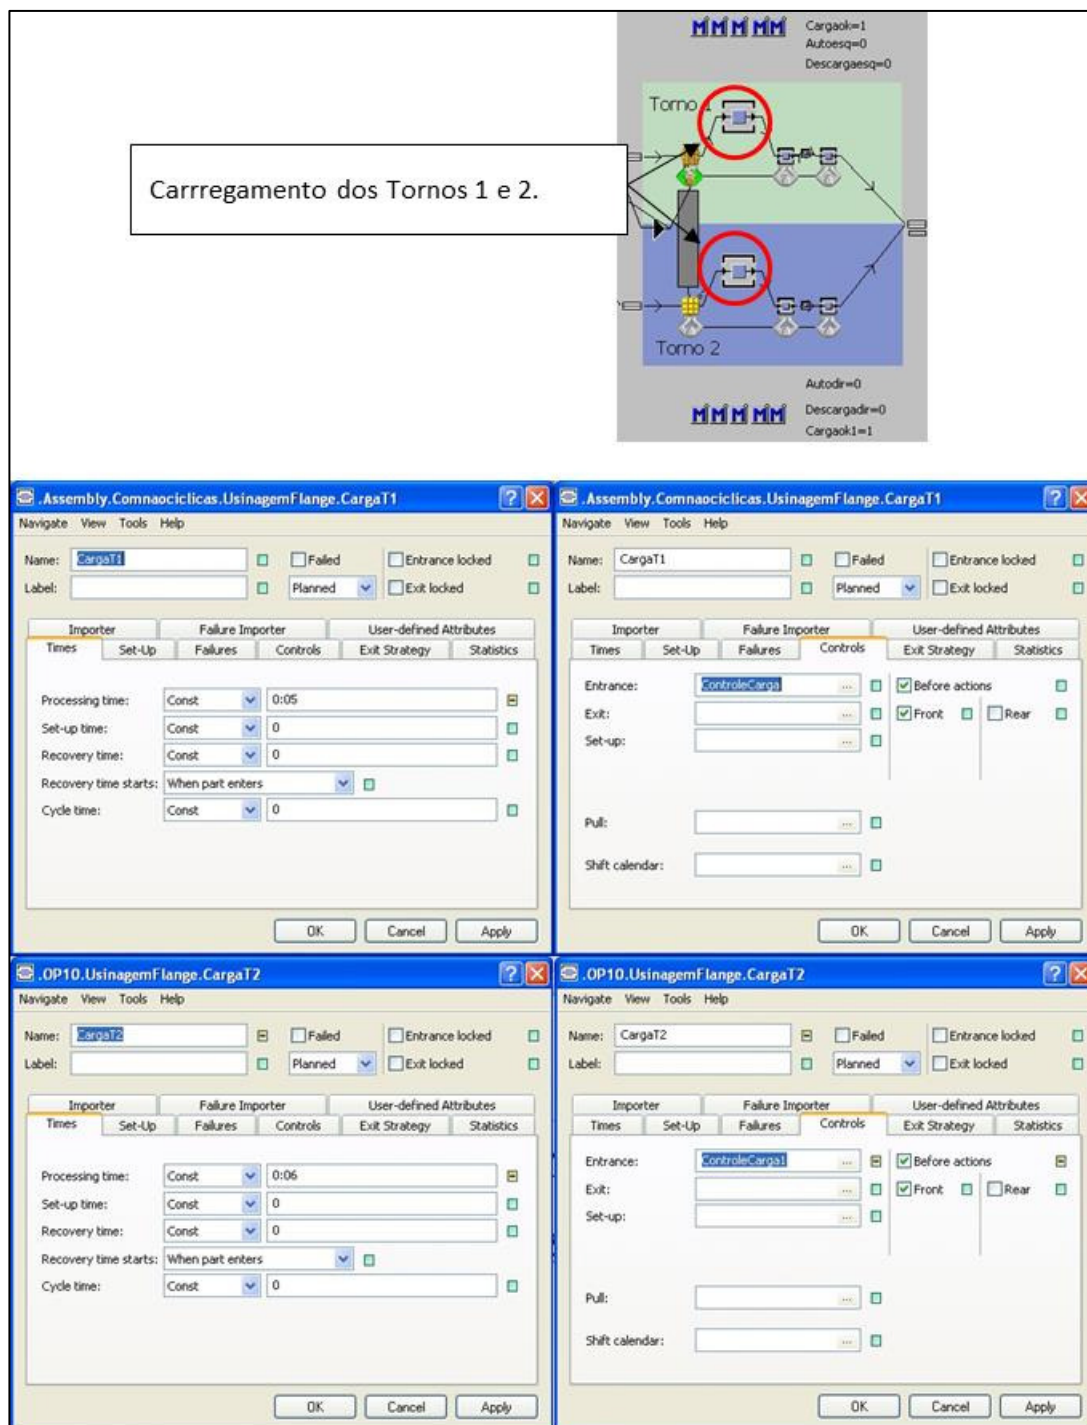 Cargaok=1
Autoesq=0
Descargaesq=0
Torno 1
Carrregamento dos Tornos 1 e 2.
Torno 2
Autodir=0
Descargadir=0
Cargaok1=1
.Assembly.Comnaociclicas.UsinagemFlange.CargaT1
Navigate View Tools Help
Name: CargaT1 Failed Entrance locked
Label: Planned Exit locked
Importer Failure Importer User-defined Attributes
Times Set-Up Failures Controls Exit Strategy Statistics
Processing time: Const 0:05
Set-up time: Const 0
Recovery time: Const 0
Recovery time starts: When part enters
Cycle time: Const 0
OK Cancel Apply
.Assembly.Comnaociclicas.UsinagemFlange.CargaT1
Navigate View Tools Help
Name: CargaT1 Failed Entrance locked
Label: Planned Exit locked
Importer Failure Importer User-defined Attributes
Times Set-Up Failures Controls Exit Strategy Statistics
Entrance: ControleCarga ... Before actions
Exit: ... Front Rear
Set-up: ...
Pull: ...
Shift calendar: ...
OK Cancel Apply
.OP10.UsinagemFlange.CargaT2
Navigate View Tools Help
Name: CargaT2 Failed Entrance locked
Label: Planned Exit locked
Importer Failure Importer User-defined Attributes
Times Set-Up Failures Controls Exit Strategy Statistics
Processing time: Const 0:06
Set-up time: Const 0
Recovery time: Const 0
Recovery time starts: When part enters
Cycle time: Const 0
OK Cancel Apply
.OP10.UsinagemFlange.CargaT2
Navigate View Tools Help
Name: CargaT2 Failed Entrance locked
Label: Planned Exit locked
Importer Failure Importer User-defined Attributes
Times Set-Up Failures Controls Exit Strategy Statistics
Entrance: ControleCarga1 ... Before actions
Exit: ... Front Rear
Set-up: ...
Pull: ...
Shift calendar: ...
OK Cancel Apply